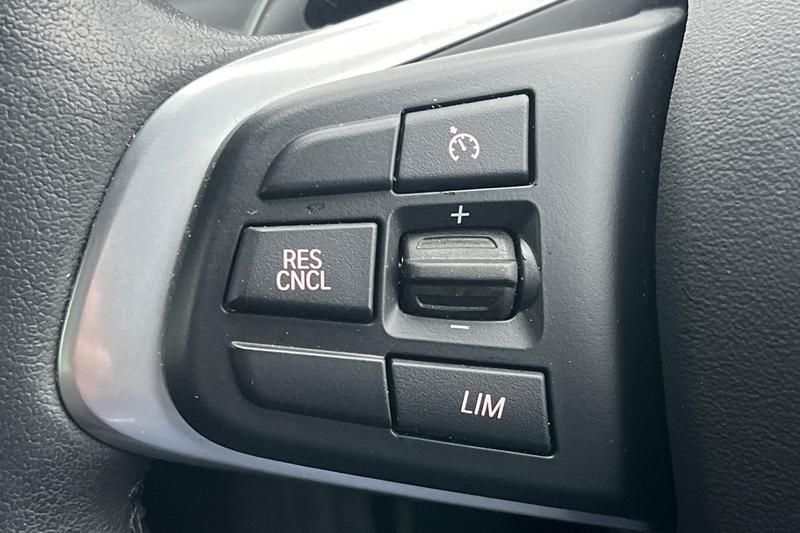 +
RES
CNCL
–
LIM